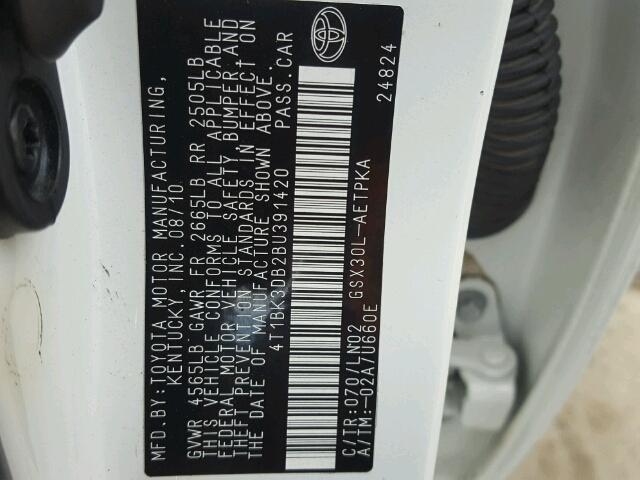 MFD.BY:TOYOTA MOTOR MANUFACTURING,
KENTUCKY, INC. 08/10
GVWR 4565LB GAWR FR 2665LB RR 2505LB
THIS VEHICLE CONFORMS TO ALL APPLICABLE
FEDERAL MOTOR VEHICLE SAFETY, BUMPER,AND
THEFT PREVENTION STANDARDS IN EFFECT ON
THE DATE OF MANUFACTURE SHOWN ABOVE.
4T1BK3DB2BU391420 PASS.CAR
C/TR:070/LN02 GSX30L-AETPKA
A/TM:-02A/U660E 24824